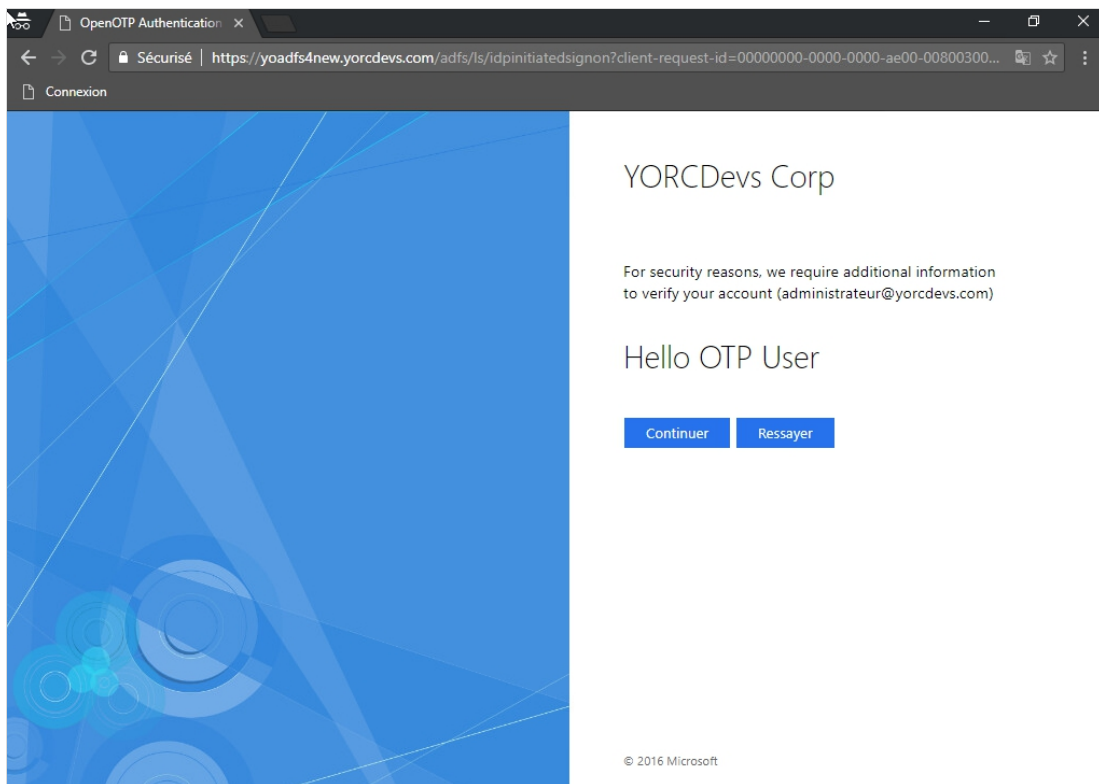 OpenOTP Authentication
Sécurisé | https://yoadfs4new.yorcdevs.com/adfs/ls/idpinitiatedsignon?client-request-id=00000000-0000-0000-ae00-00800300...
Connexion
YORCDevs Corp
For security reasons, we require additional information
to verify your account (administrateur@yorcdevs.com)
Hello OTP User
Continuer Ressayer
© 2016 Microsoft